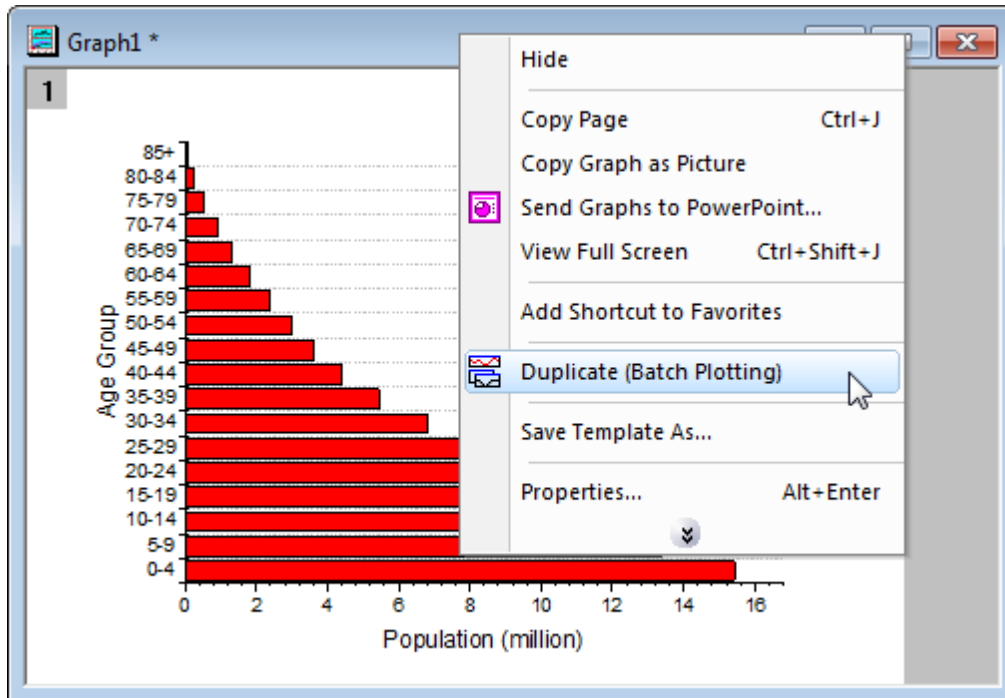 Graph1 *
1
Hide
Copy Page Ctrl+J
Copy Graph as Picture
Send Graphs to PowerPoint...
View Full Screen Ctrl+Shift+J
Add Shortcut to Favorites
Duplicate (Batch Plotting)
Save Template As...
Properties... Alt+Enter
Age Group
85+
80-84
75-79
70-74
65-69
60-64
55-59
50-54
45-49
40-44
35-39
30-34
25-29
20-24
15-19
10-14
5-9
0-4
0 2 4 6 8 10 12 14 16
Population (million)